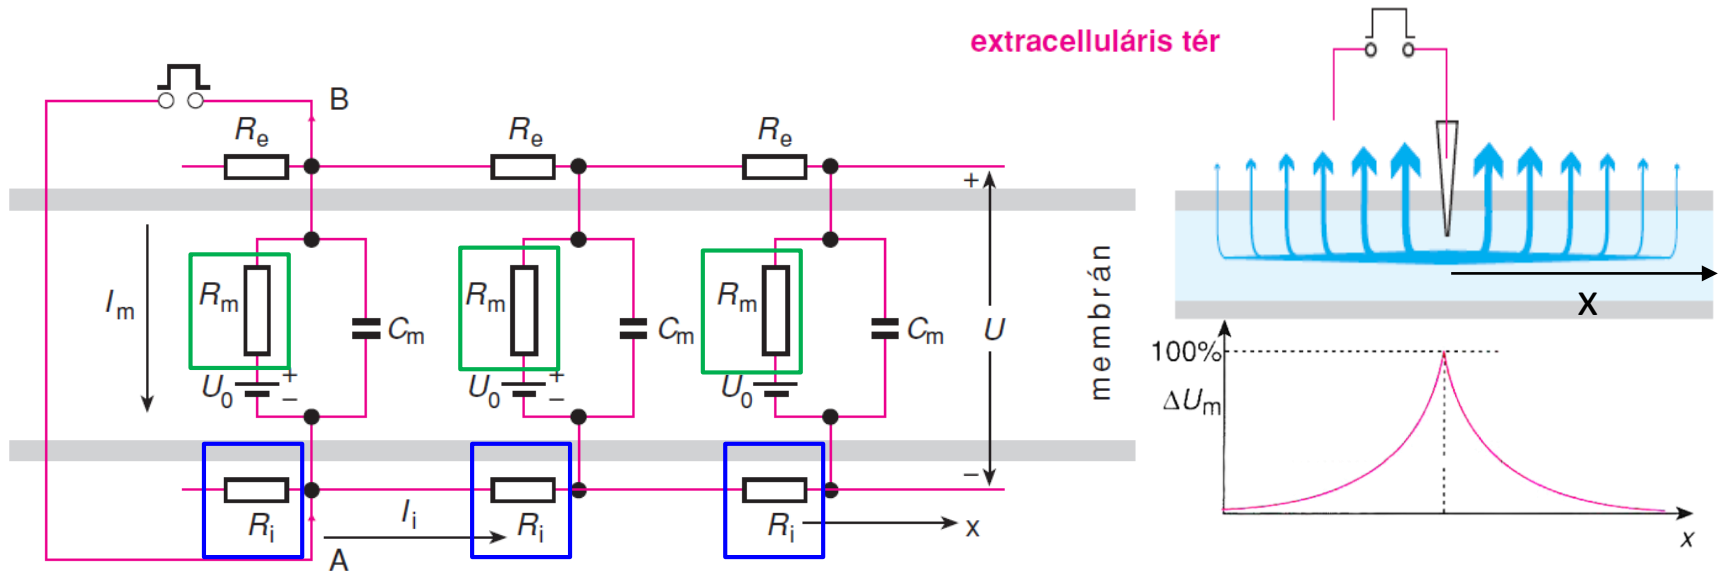 extracelluláris tér
B
Re Re Re
+
Im
Rm Cm Rm Cm Rm Cm
U
membrán
U0 + − U0 + − U0
−
Ri Ii Ri Ri x
A
x
100%
ΔUm
x